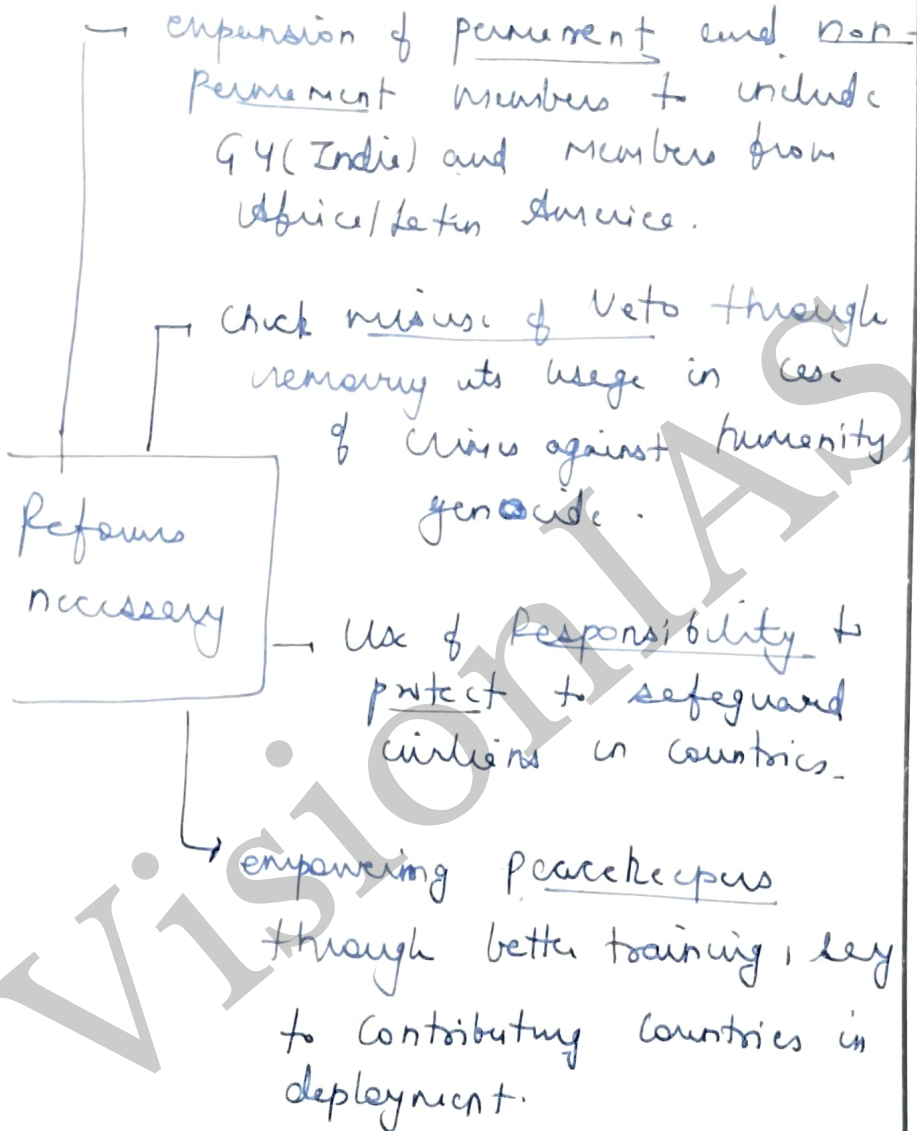 expansion of permanent and non-
Permanent members to include
G4 (India) and members from
Africa/Latin America.
Check misuse of Veto through
removing its usage in case
of crimes against humanity,
genocide.
Reforms
necessary
Use of Responsibility to
protect to safeguard
civilians in countries.
empowering peacekeepers
through better training, say
to contributing countries in
deployment.
VisionIAS